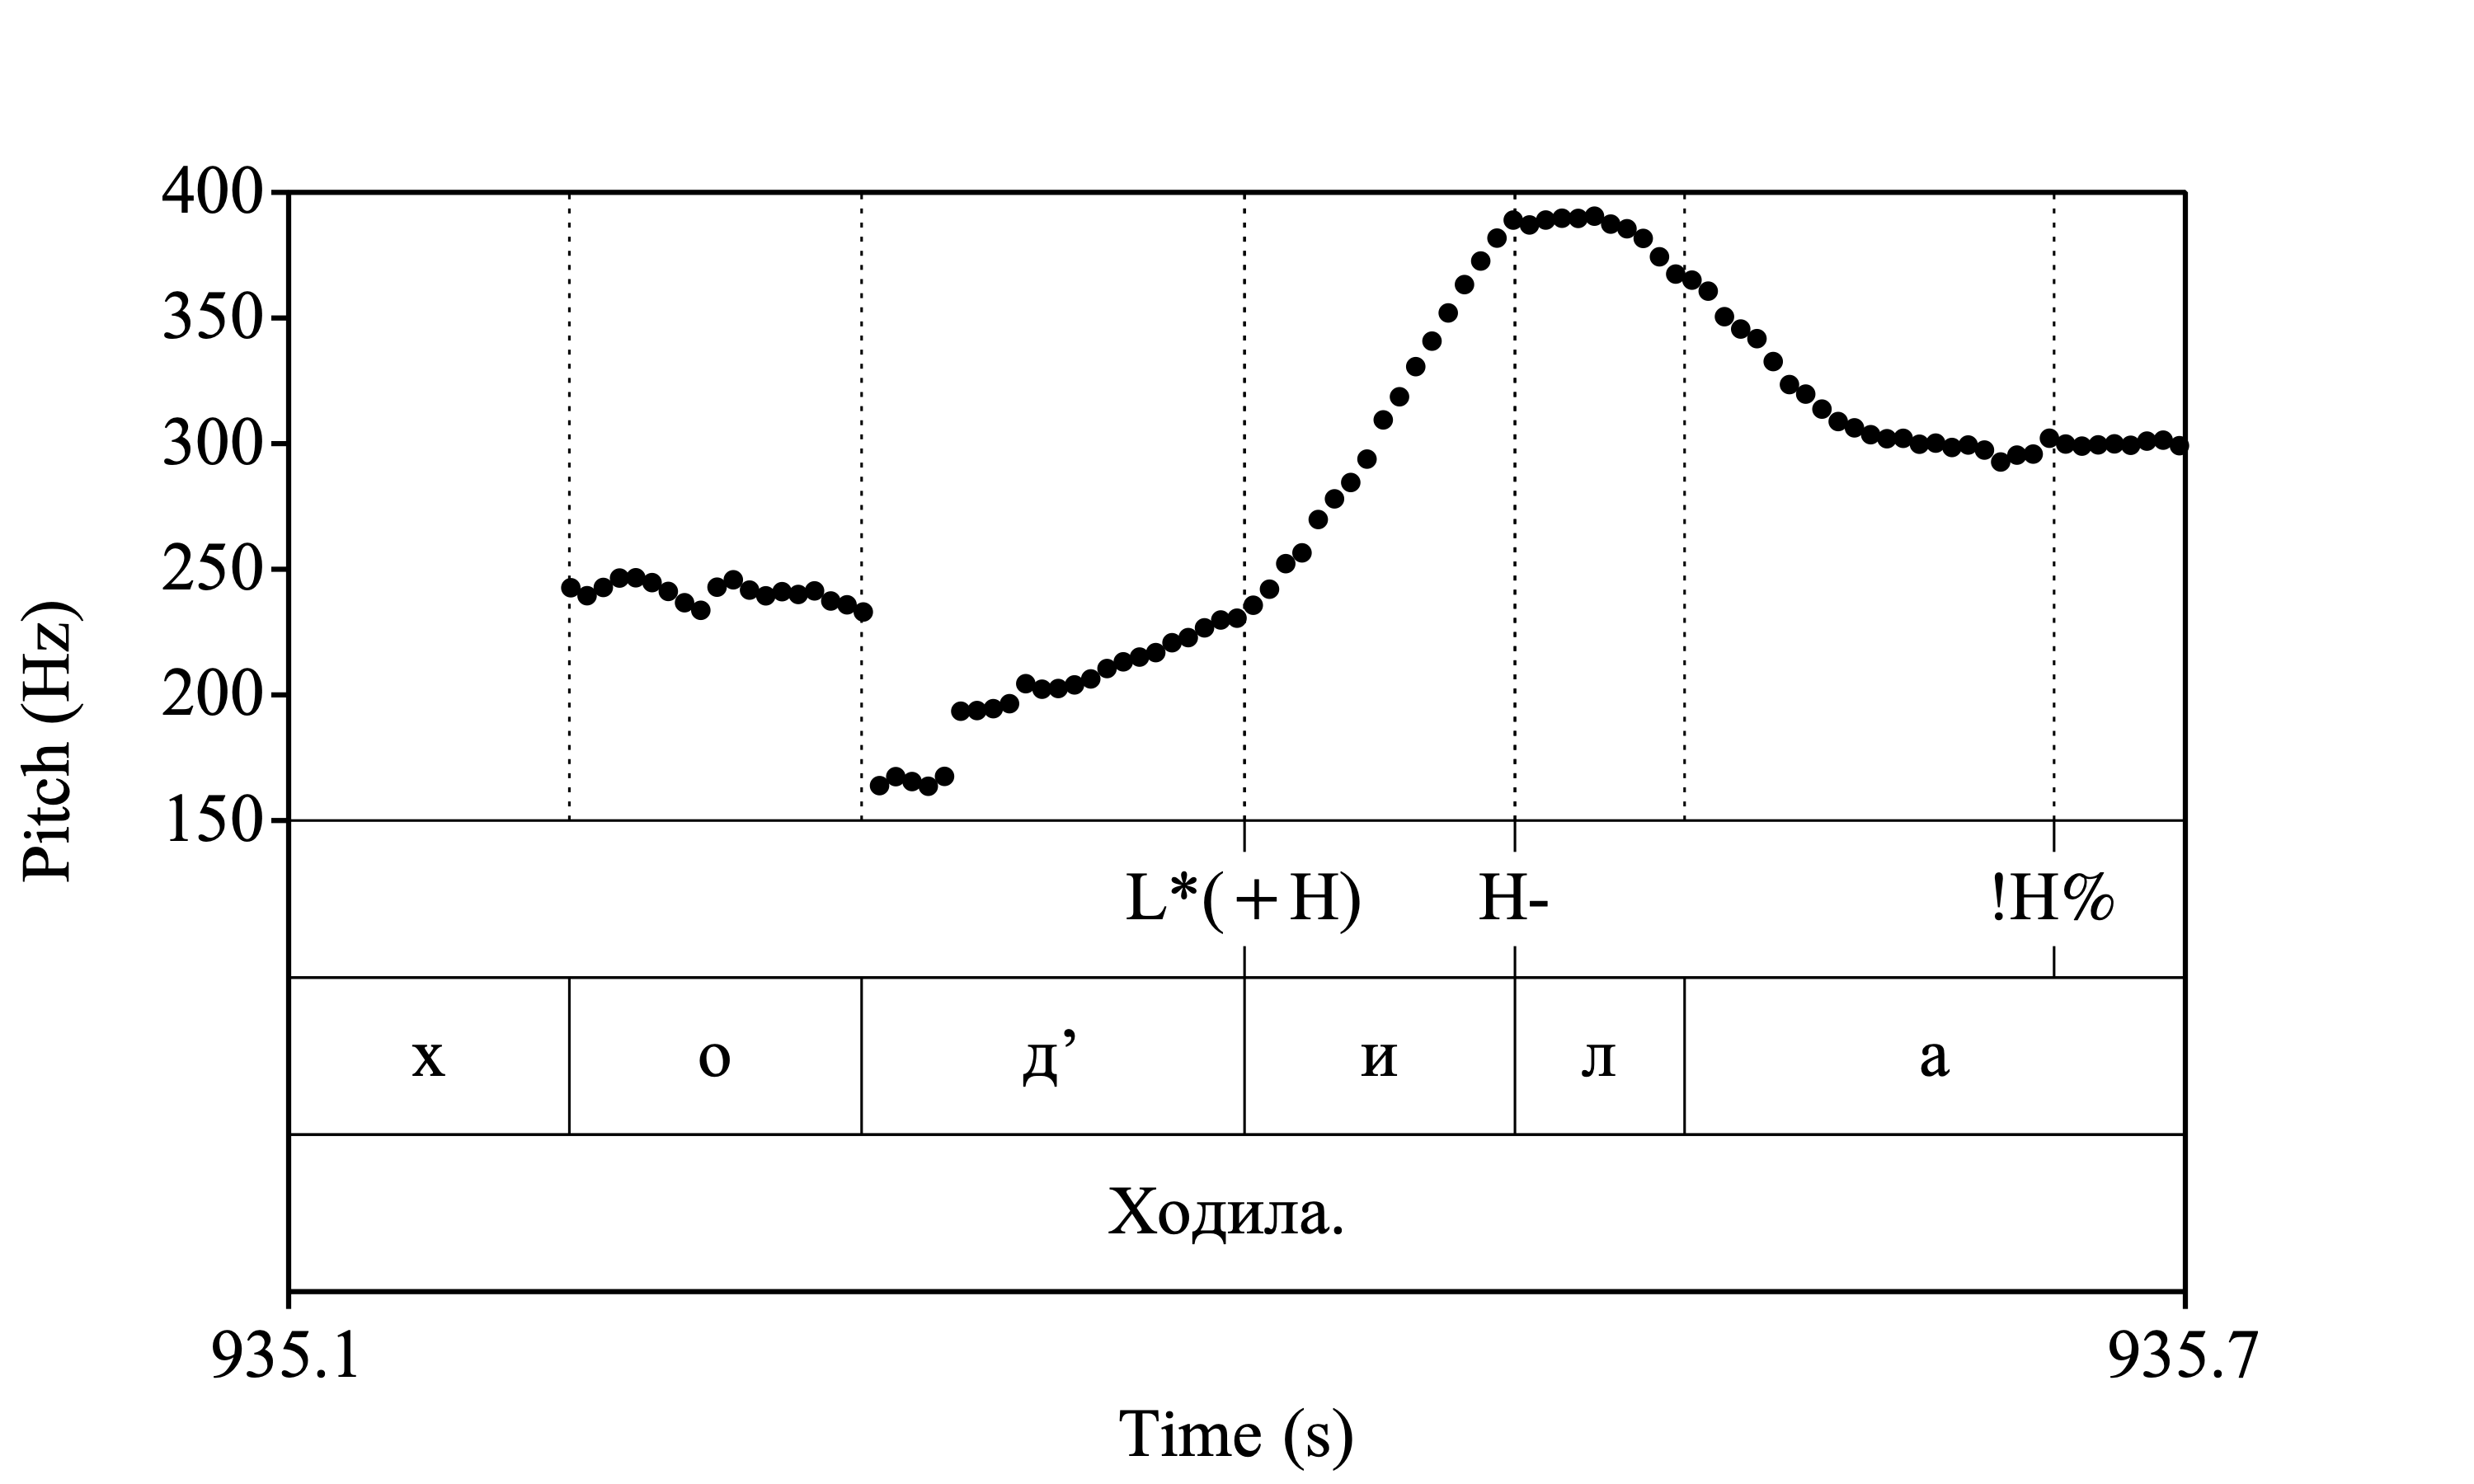 400
350
300
250
200
150
Pitch (Hz)
L*(+H) H- !H%
х о д’ и л а
Ходила.
935.1 935.7
Time (s)